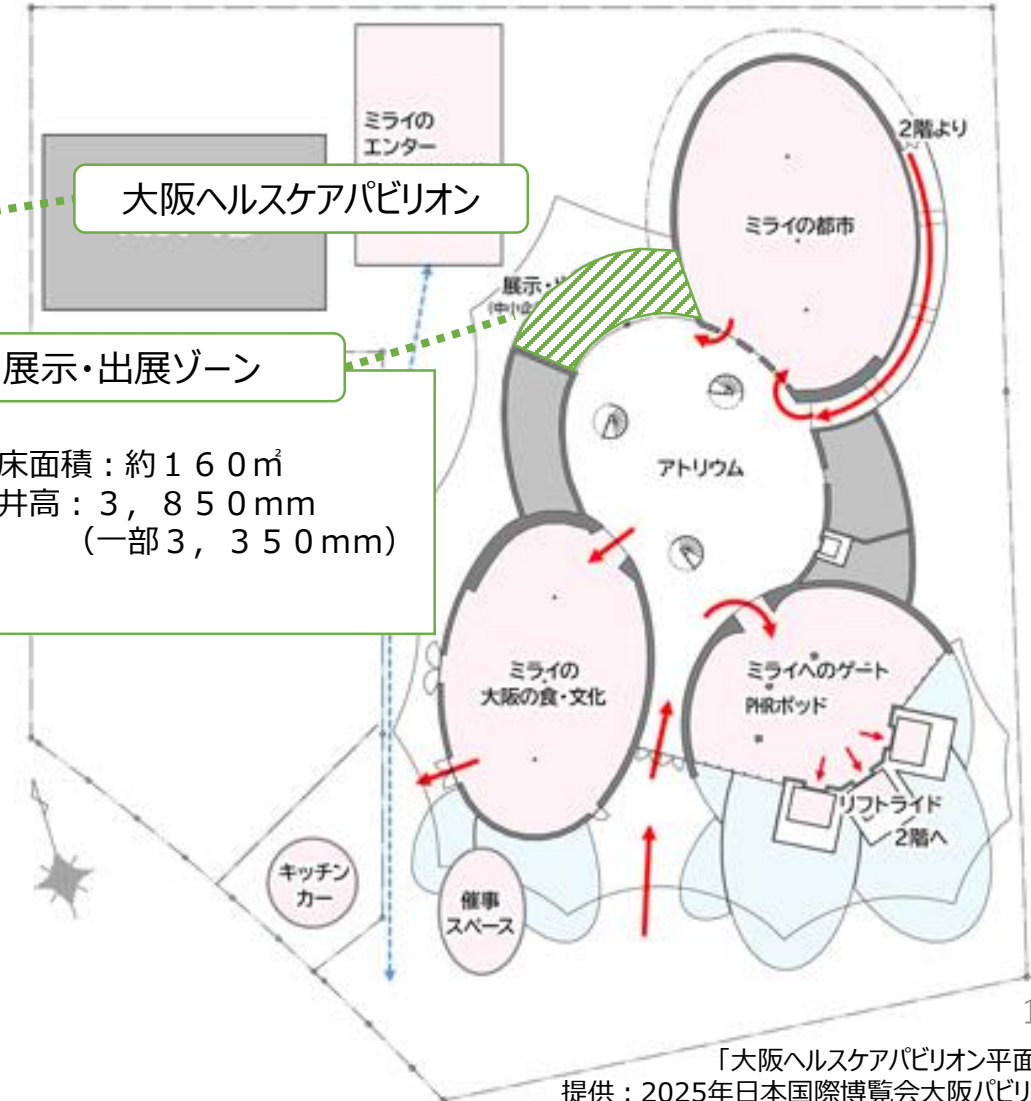 ミライの
エンター
大阪ヘルスケアパビリオン
2階より
ミライの都市
展示・
(中小企
展示・出展ゾーン
床面積：約１６０㎡
井高：３，８５０mm
（一部３，３５０mm）
アトリウム
ミライの
大阪の食・文化
ミライへのゲート
PHRポッド
リフトライド
2階へ
キッチン
カー
催事
スペース
1
「大阪ヘルスケアパビリオン平面
提供：2025年日本国際博覧会大阪パビリ